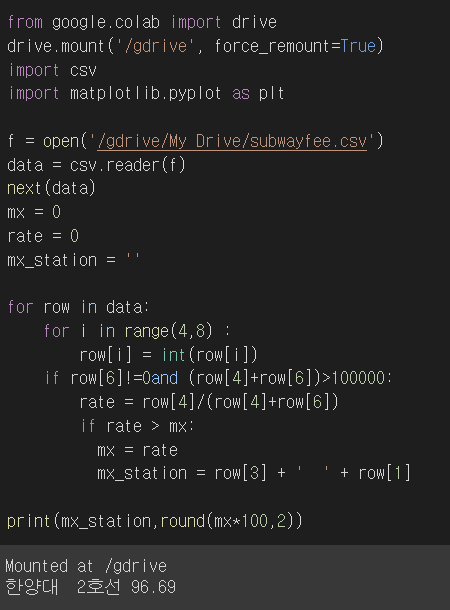 from google.colab import drive
drive.mount('/gdrive', force_remount=True)
import csv
import matplotlib.pyplot as plt

f = open('/gdrive/My Drive/subwayfee.csv')
data = csv.reader(f)
next(data)
mx = 0
rate = 0
mx_station = ''

for row in data:
    for i in range(4,8) :
        row[i] = int(row[i])
    if row[6]!=0and (row[4]+row[6])>100000:
        rate = row[4]/(row[4]+row[6])
        if rate > mx:
          mx = rate
          mx_station = row[3] + '  ' + row[1]

print(mx_station,round(mx*100,2))
Mounted at /gdrive
한양대  2호선 96.69